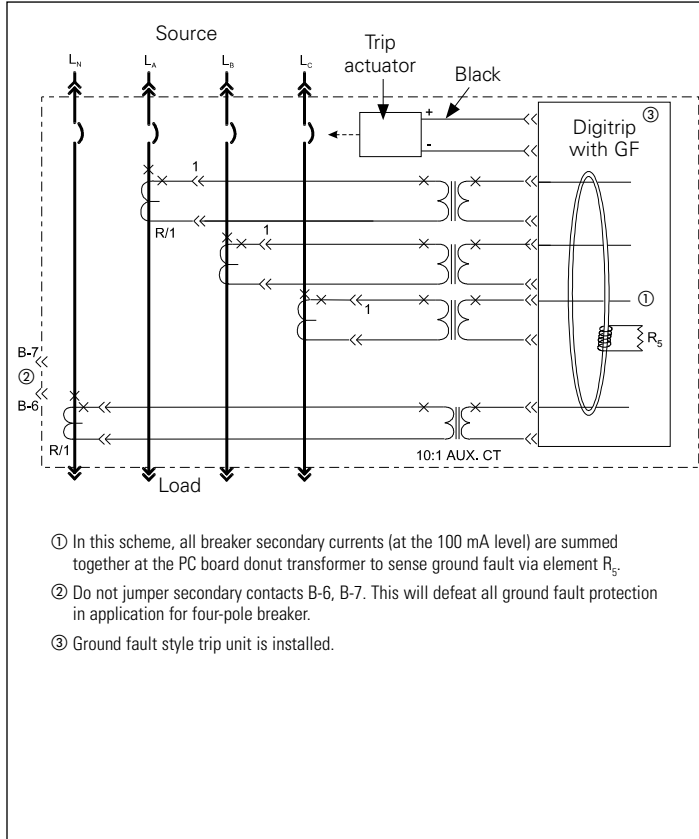 Source
Trip
actuator
Black
L_N
L_A
L_B
L_C
+
-
Digitrip ③
with GF
1
R/1
1
1
①
R₅
B-7
②
B-6
R/1
10:1 AUX. CT
Load
① In this scheme, all breaker secondary currents (at the 100 mA level) are summed
together at the PC board donut transformer to sense ground fault via element R₅.
② Do not jumper secondary contacts B-6, B-7. This will defeat all ground fault protection
in application for four-pole breaker.
③ Ground fault style trip unit is installed.